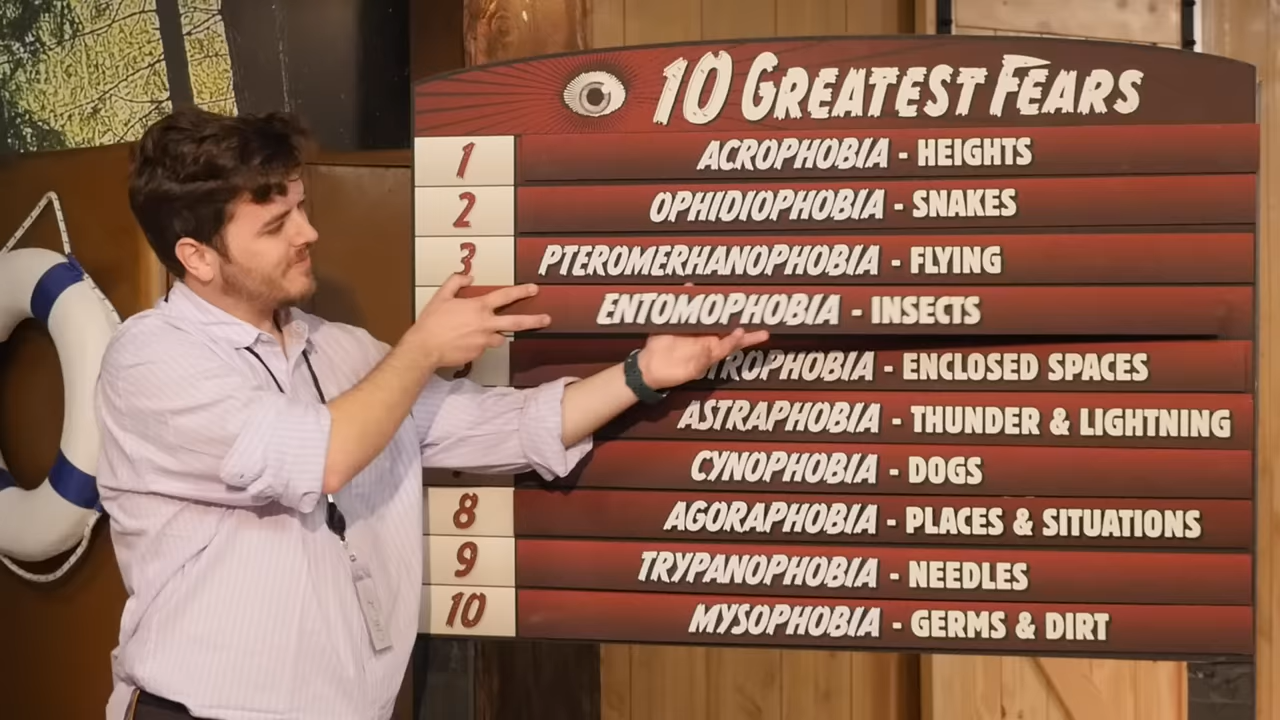 10 GREATEST FEARS
1 ACROPHOBIA - HEIGHTS
2 OPHIDIOPHOBIA - SNAKES
3 PTEROMERHANOPHOBIA - FLYING
ENTOMOPHOBIA - INSECTS
- ENCLOSED SPACES
ASTRAPHOBIA - THUNDER & LIGHTNING
CYNOPHOBIA - DOGS
8 AGORAPHOBIA - PLACES & SITUATIONS
9 TRYPANOPHOBIA - NEEDLES
10 MYSOPHOBIA - GERMS & DIRT